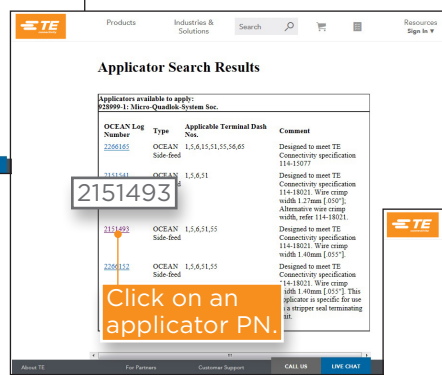 TE
Products
Industries &
Solutions
Search
Resources
Sign In
Applicator Search Results
Applicators available to apply:
928999-1: Micro-Quadlok-System Soc.
OCEAN Log
Number
Type
Applicable Terminal Dash
Nos.
Comment
2266165
OCEAN
Side-feed
1,5,6,15,51,55,56,65
Designed to meet TE
Connectivity specification
114-15077
2151541
OCEAN
1,5,6,51
Designed to meet TE
Connectivity specification
114-18021. Wire crimp
width 1.27mm [.050"];
Alternative wire crimp
width, refer 114-18021.
2151493
2151493
OCEAN
Side-feed
1,5,6,51,55
Designed to meet TE
Connectivity specification
114-18021. Wire crimp
width 1.40mm [.055"].
2266152
OCEAN
Side-feed
1,5,6,51,55
Designed to meet TE
Connectivity specification
114-18021. Wire crimp
width 1.40mm [.055"]. This
applicator is specific for use
a stripper seal terminating
Click on an
applicator PN.
About TE
For Partners
Customer Support
CALL US
LIVE CHAT
TE